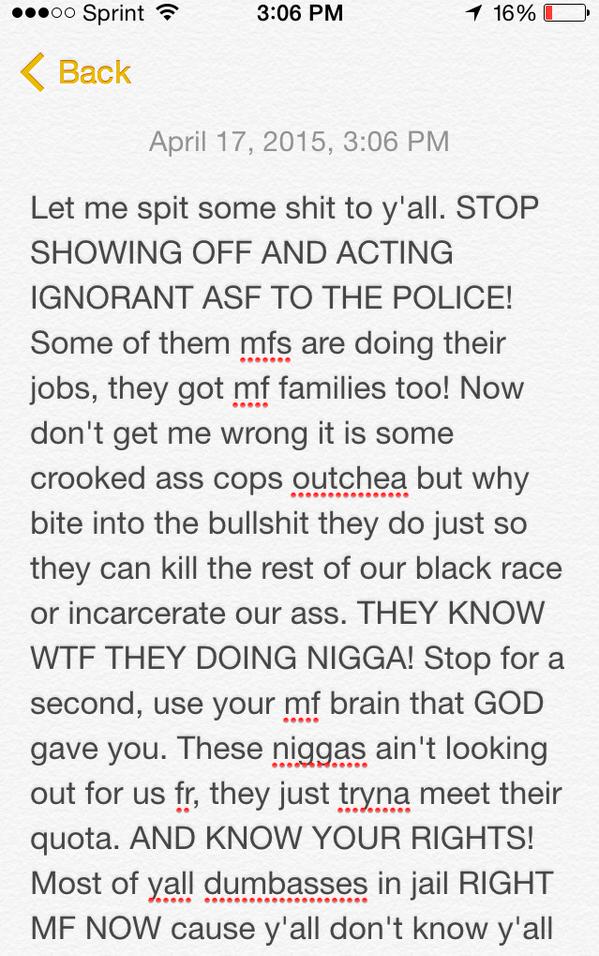 Sprint 3:06 PM 16%
Back
April 17, 2015, 3:06 PM
Let me spit some shit to y'all. STOP
SHOWING OFF AND ACTING
IGNORANT ASF TO THE POLICE!
Some of them mfs are doing their
jobs, they got mf families too! Now
don't get me wrong it is some
crooked ass cops outchea but why
bite into the bullshit they do just so
they can kill the rest of our black race
or incarcerate our ass. THEY KNOW
WTF THEY DOING NIGGA! Stop for a
second, use your mf brain that GOD
gave you. These niggas ain't looking
out for us fr, they just tryna meet their
quota. AND KNOW YOUR RIGHTS!
Most of yall dumbasses in jail RIGHT
MF NOW cause y'all don't know y'all